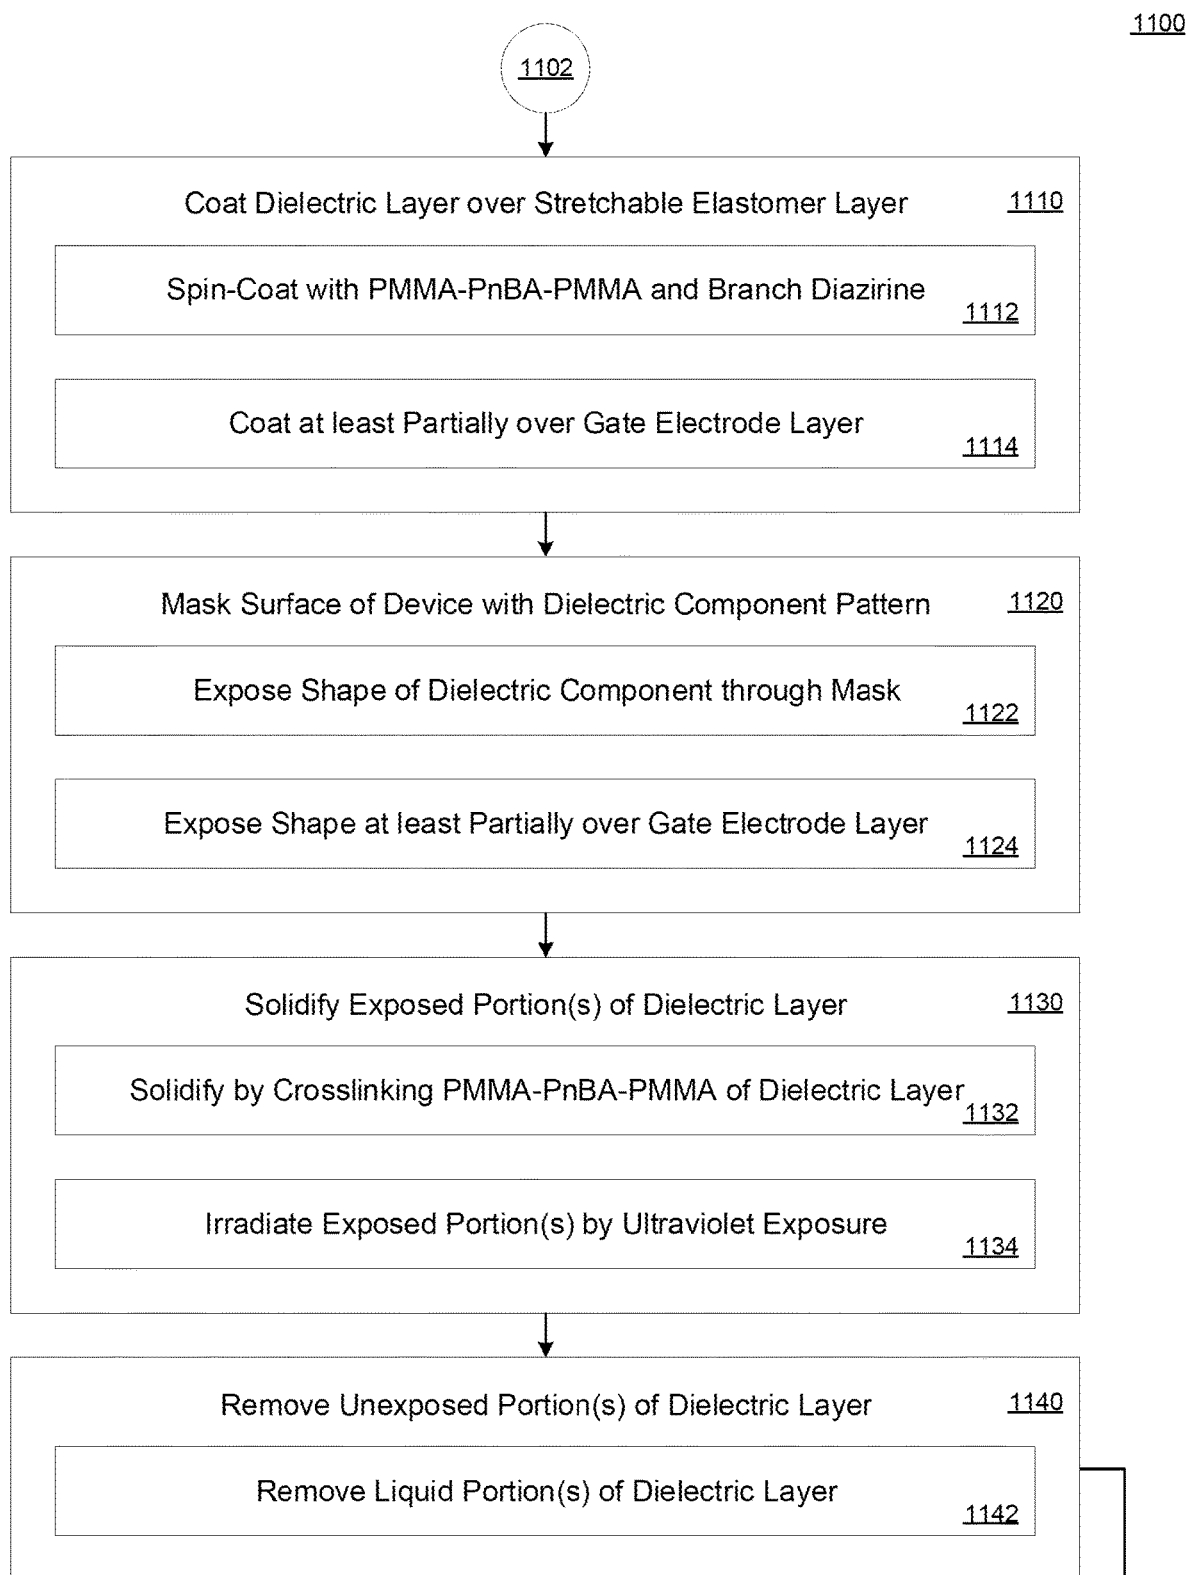 1100
1102
Coat Dielectric Layer over Stretchable Elastomer Layer 1110
Spin-Coat with PMMA-PnBA-PMMA and Branch Diazirine
1112
Coat at least Partially over Gate Electrode Layer
1114
Mask Surface of Device with Dielectric Component Pattern 1120
Expose Shape of Dielectric Component through Mask
1122
Expose Shape at least Partially over Gate Electrode Layer
1124
Solidify Exposed Portion(s) of Dielectric Layer 1130
Solidify by Crosslinking PMMA-PnBA-PMMA of Dielectric Layer
1132
Irradiate Exposed Portion(s) by Ultraviolet Exposure
1134
Remove Unexposed Portion(s) of Dielectric Layer 1140
Remove Liquid Portion(s) of Dielectric Layer
1142